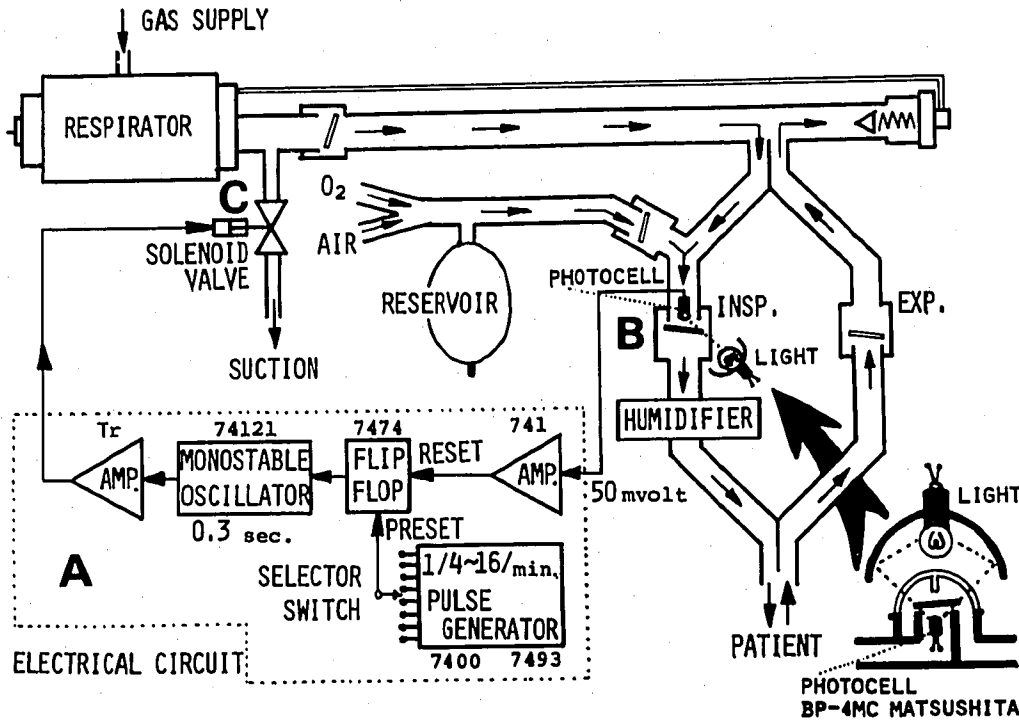 GAS SUPPLY
RESPIRATOR
C
O2
AIR
SOLENOID
VALVE
RESERVOIR
SUCTION
PHOTOCELL
B
INSP.
LIGHT
EXP.
HUMIDIFIER
Tr
AMP.
74121
MONOSTABLE
OSCILLATOR
0.3 sec.
7474
FLIP
FLOP
RESET
741
AMP.
50 mvolt
PRESET
A
SELECTOR
SWITCH
1/4~16/min.
PULSE
GENERATOR
7400 7493
ELECTRICAL CIRCUIT
PATIENT
LIGHT
PHOTOCELL
BP-4MC MATSUSHITA